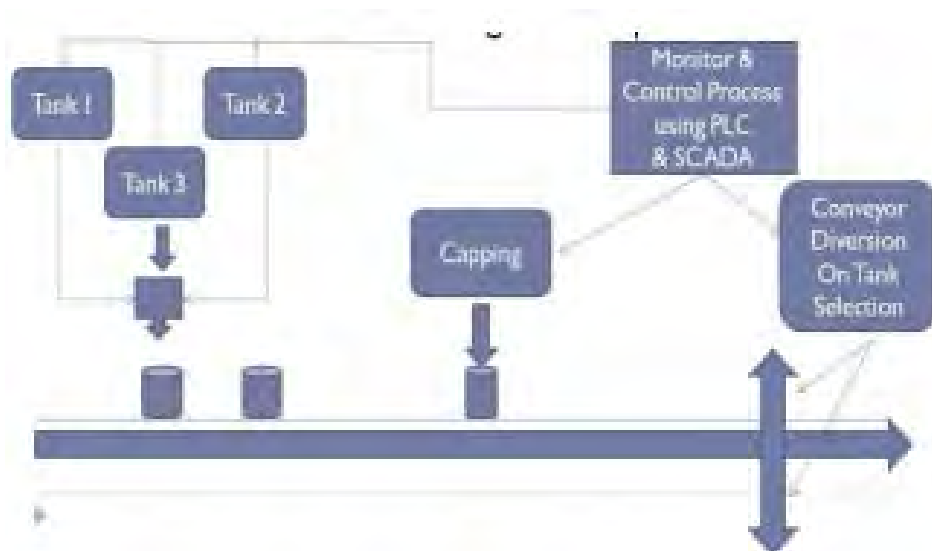 Tank 1
Tank 2
Tank 3
Monitor &
Control Process
using PLC
& SCADA
Capping
Conveyor
Diversion
On Tank
Selection